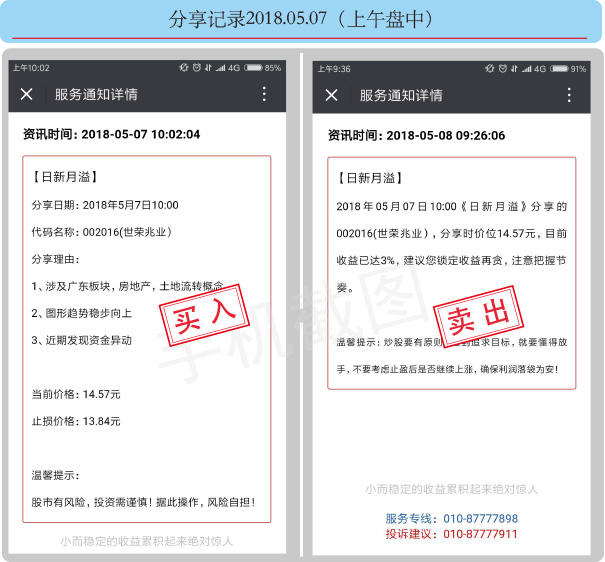 分享记录2018.05.07（上午盘中）
上午10:02
4G
85%
服务通知详情
资讯时间：2018-05-07 10:02:04
【日新月溢】
分享日期：2018年5月7日10:00
代码名称：002016(世荣兆业）
分享理由：
1、涉及广东板块，房地产，土地流转概念
2、图形趋势稳步向上
3、近期发现资金异动
买入
当前价格：14.57元
止损价格：13.84元
温馨提示：
股市有风险，投资需谨慎！据此操作，风险自担！
小而稳定的收益累积起来绝对惊人
上午9:36
4G
91%
服务通知详情
资讯时间：2018-05-08 09:26:06
【日新月溢】
2018年05月07日10:00《日新月溢》分享的
002016(世荣兆业），分享时价位14.57元，目前
收益已达3%，建议您锁定收益再贪，注意把握节
奏。
卖出
温馨提示：炒股要有原则 到追求目标，就要懂得放
手，不要考虑止盈后是否继续上涨，确保利润落袋为安！
小而稳定的收益累积起来绝对惊人
服务专线：010-87777898
投诉建议：010-87777911
手机截图